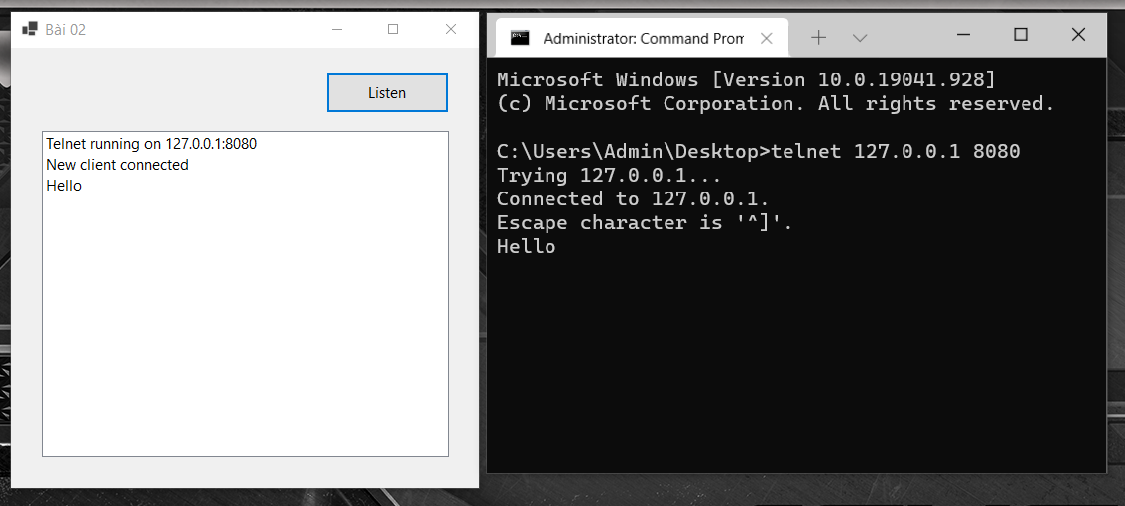 Bài 02
Listen
Telnet running on 127.0.0.1:8080
New client connected
Hello
Administrator: Command Prom
Microsoft Windows [Version 10.0.19041.928]
(c) Microsoft Corporation. All rights reserved.
C:\Users\Admin\Desktop>telnet 127.0.0.1 8080
Trying 127.0.0.1...
Connected to 127.0.0.1.
Escape character is '^]'.
Hello